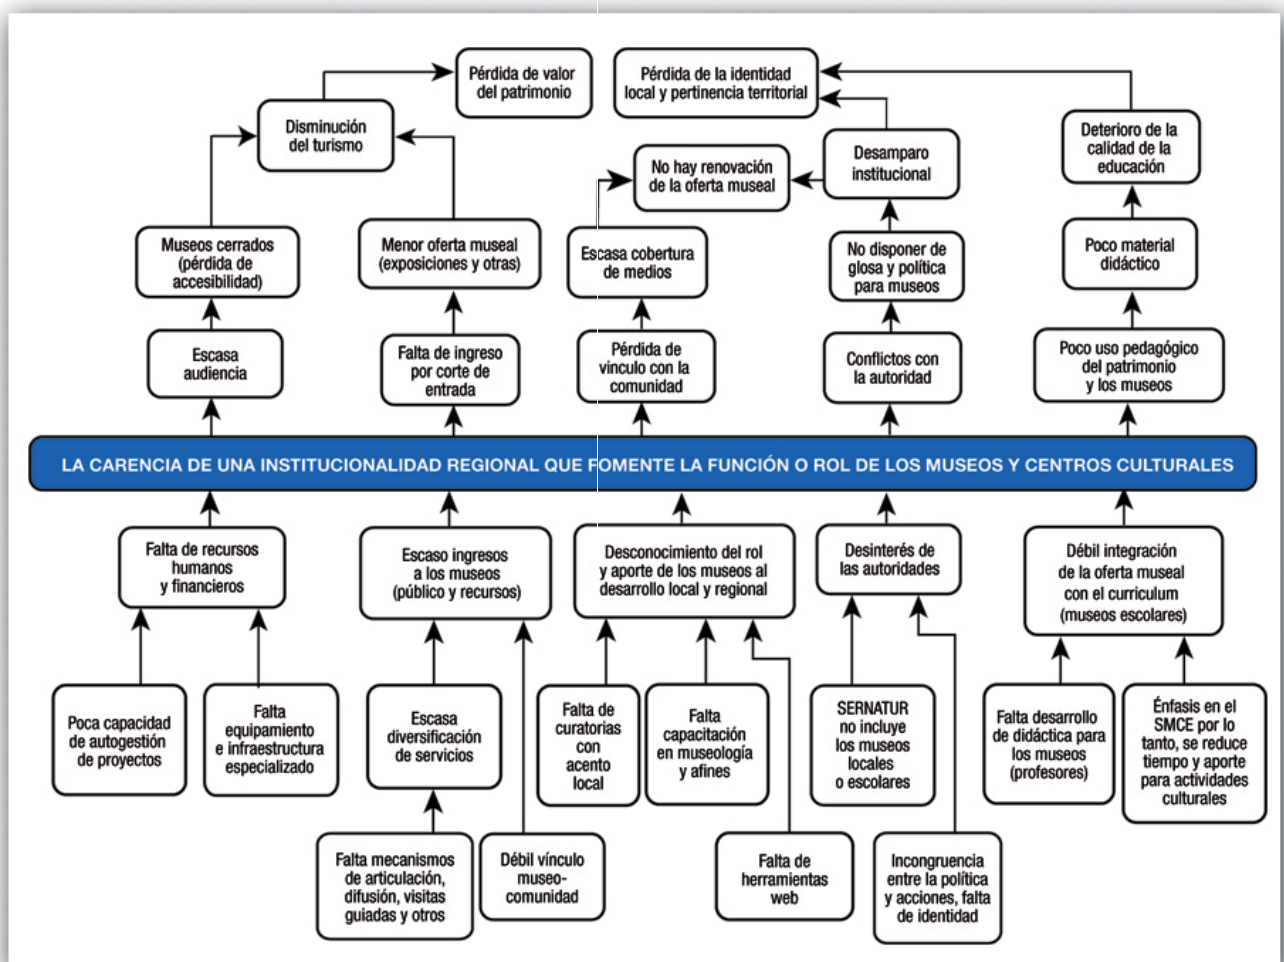 Pérdida de valor
del patrimonio
Pérdida de la identidad
local y pertinencia territorial
Disminución
del turismo
Deterioro de la
calidad de la
educación
No hay renovación
de la oferta museal
Desamparo
institucional
Museos cerrados
(pérdida de
accesibilidad)
Menor oferta museal
(exposiciones y otras)
Escasa cobertura
de medios
No disponer de
glosa y política
para museos
Poco material
didáctico
Escasa
audiencia
Falta de ingreso
por corte de
entrada
Pérdida de
vinculo con la
comunidad
Conflictos con
la autoridad
Poco uso pedagógico
del patrimonio
y los museos
LA CARENCIA DE UNA INSTITUCIONALIDAD REGIONAL QUE FOMENTE LA FUNCIÓN O ROL DE LOS MUSEOS Y CENTROS CULTURALES
Falta de recursos
humanos
y financieros
Escaso ingresos
a los museos
(público y recursos)
Desconocimiento del rol
y aporte de los museos al
desarrollo local y regional
Desinterés de
las autoridades
Débil integración
de la oferta museal
con el curriculum
(museos escolares)
Poca capacidad
de autogestión
de proyectos
Falta
equipamiento
e infraestructura
especializado
Escasa
diversificación
de servicios
Falta de
curatorias
con
acento
local
Falta
capacitación
en museología
y afines
SERNATUR
no incluye
los museos
locales
o escolares
Falta desarrollo
de didáctica para
los museos
(profesores)
Énfasis en el
SMCE por lo
tanto, se reduce
tiempo y aporte
para actividades
culturales
Falta mecanismos
de articulación,
difusión, visitas
guiadas y otros
Débil vínculo
museo-
comunidad
Falta de
herramientas
web
Incongruencia
entre la política
y acciones, falta
de identidad